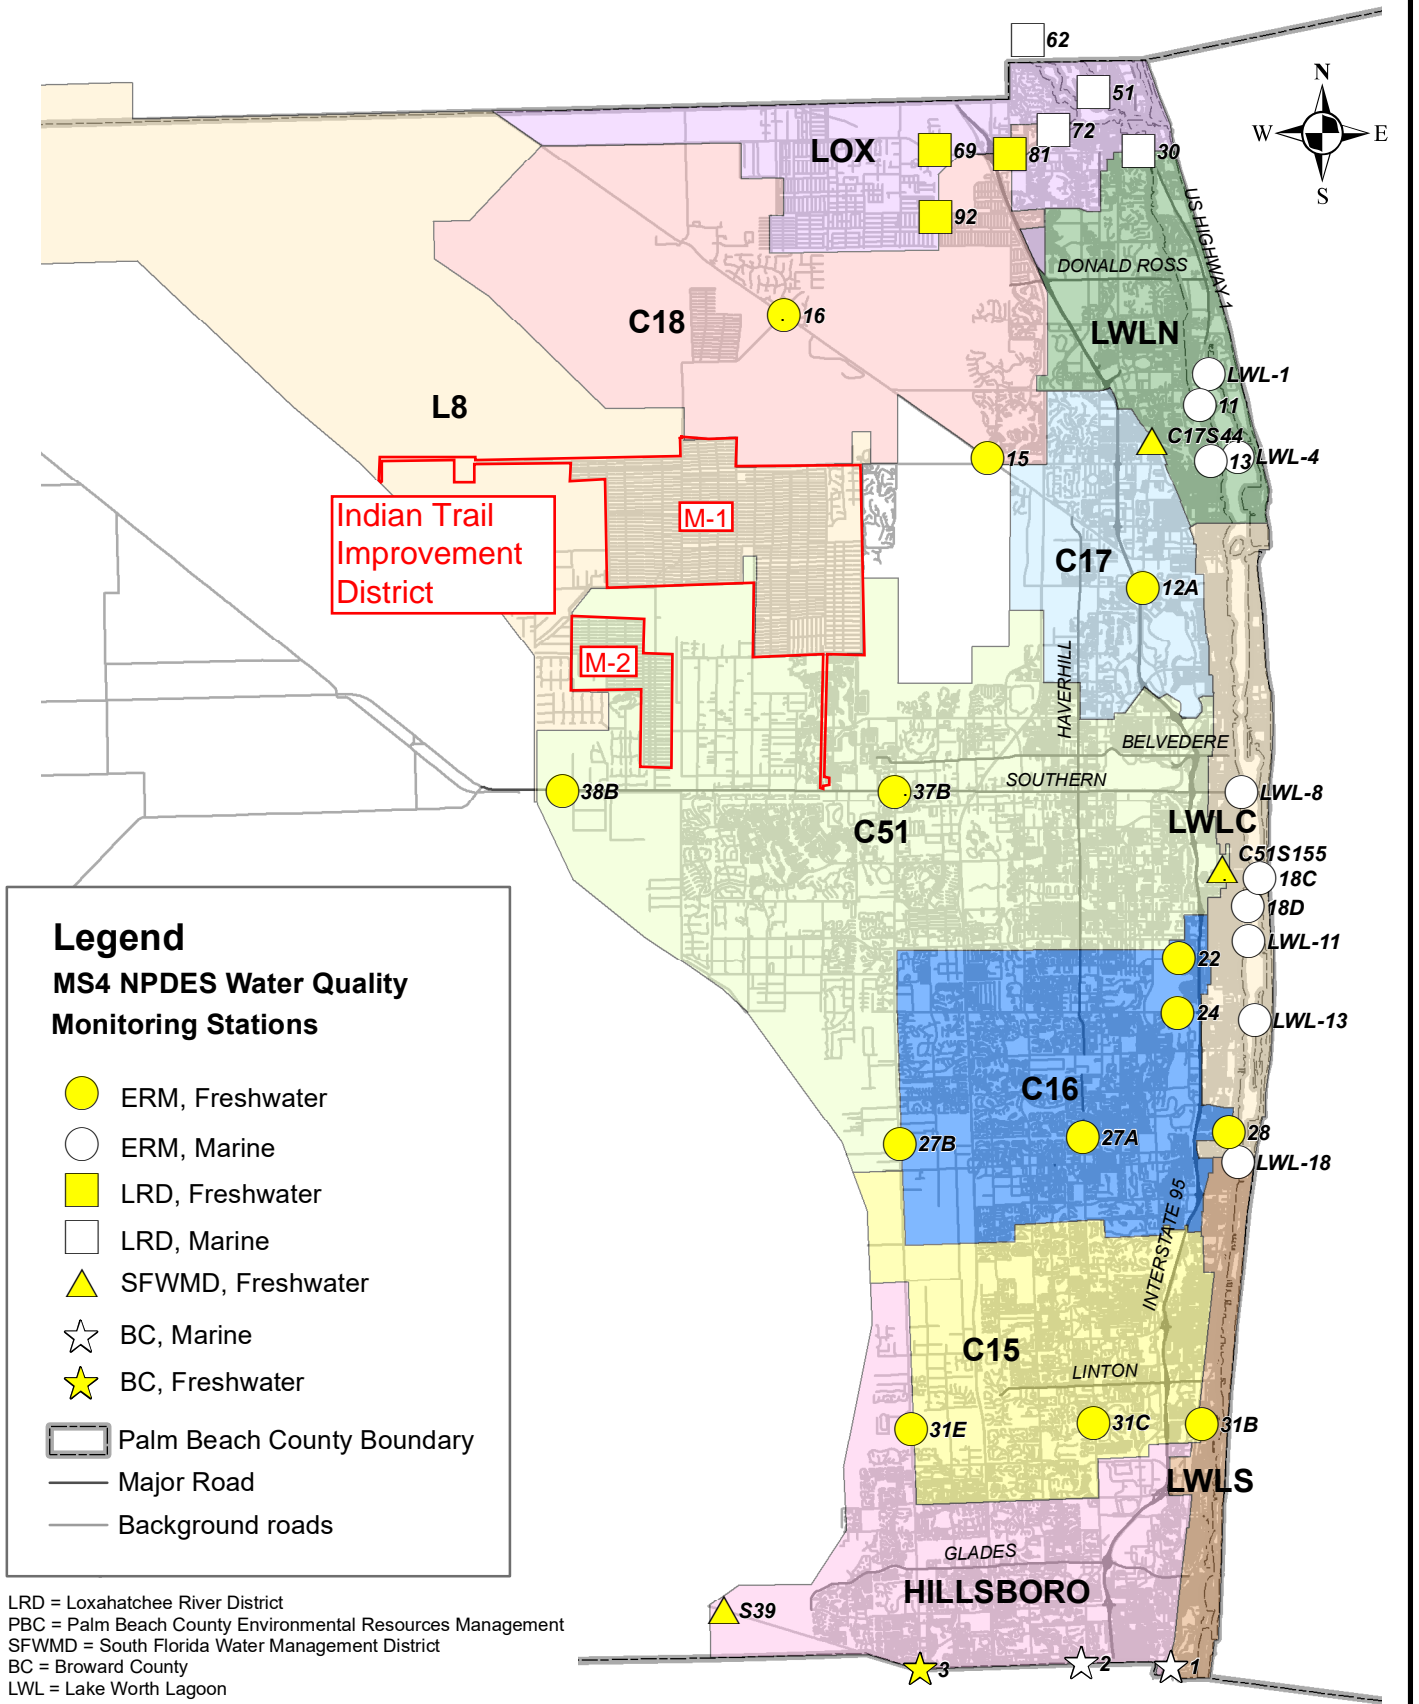 62
N
51
72
W
E
LOX
69
81
30
S
92
US HIGHWAY 1
DONALD ROSS
C18
16
LWLN
LWL-1
L8
11
C17S44
15
13
LWL-4
Indian Trail
Improvement
District
M-1
C17
12A
M-2
HAVERHILL
BELVEDERE
SOUTHERN
38B
37B
LWL-8
C51
LWLC
C51S155
18C
18D
LWL-11
22
24
LWL-13
C16
27B
27A
28
LWL-18
INTERSTATE 95
C15
LINTON
31E
31C
31B
LWLS
GLADES
HILLSBORO
S39
3
2
1
Legend
MS4 NPDES Water Quality
Monitoring Stations
ERM, Freshwater
ERM, Marine
LRD, Freshwater
LRD, Marine
SFWMD, Freshwater
BC, Marine
BC, Freshwater
Palm Beach County Boundary
Major Road
Background roads
LRD = Loxahatchee River District
PBC = Palm Beach County Environmental Resources Management
SFWMD = South Florida Water Management District
BC = Broward County
LWL = Lake Worth Lagoon